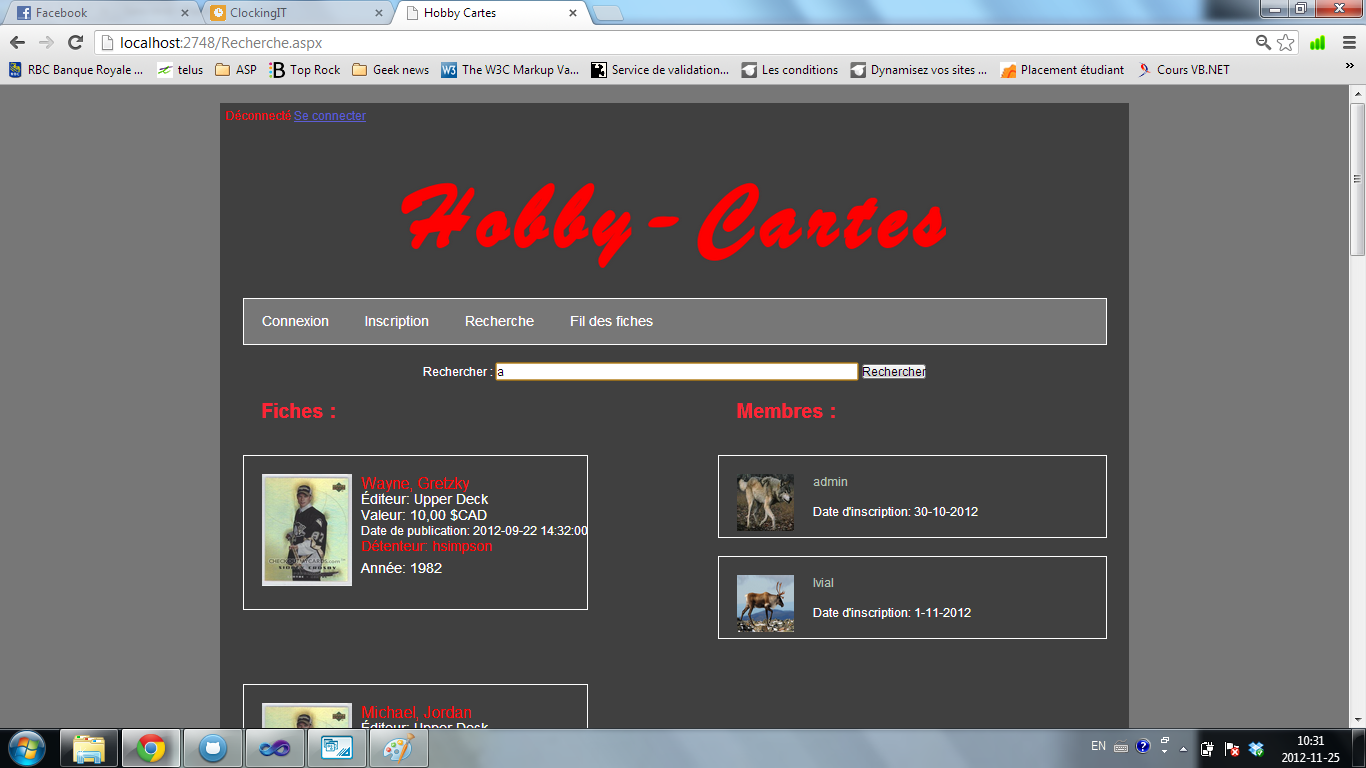 Facebook
ClockingIT
Hobby Cartes
localhost:2748/Recherche.aspx
RBC Banque Royale ... telus ASP Top Rock Geek news The W3C Markup Va... Service de validation... Les conditions Dynamisez vos sites ... Placement étudiant Cours VB.NET »
Déconnecté Se connecter
Hobby-Cartes
Connexion Inscription Recherche Fil des fiches
Rechercher : a Rechercher
Fiches :
Wayne, Gretzky
Éditeur: Upper Deck
Valeur: 10,00 $CAD
Date de publication: 2012-09-22 14:32:00
Détenteur: hsimpson
Année: 1982
Michael, Jordan
Éditeur: Upper Deck
Membres :
admin
Date d'inscription: 30-10-2012
lvial
Date d'inscription: 1-11-2012
EN
10:31
2012-11-25